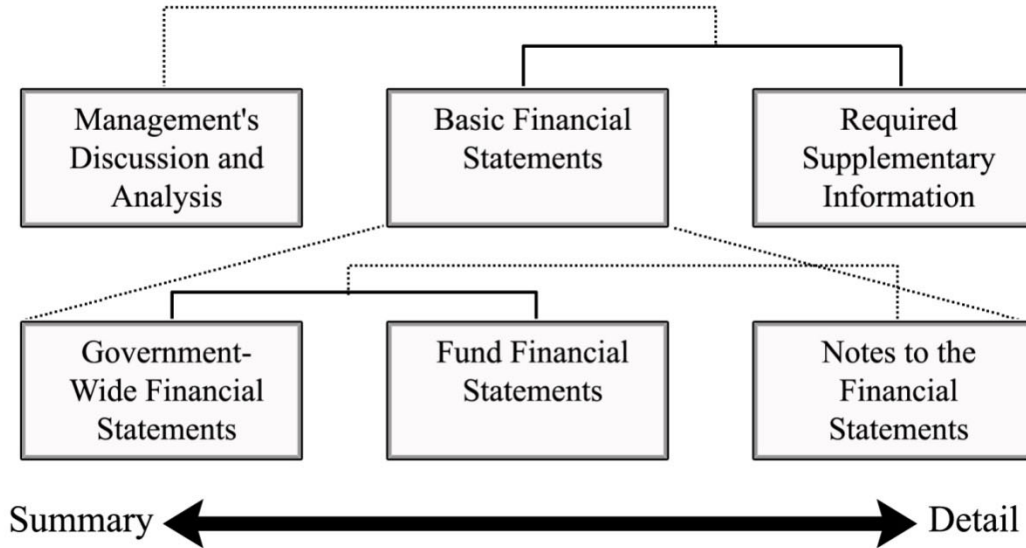 Management's
Discussion and
Analysis
Basic Financial
Statements
Required
Supplementary
Information
Government-
Wide Financial
Statements
Fund Financial
Statements
Notes to the
Financial
Statements
Summary
Detail